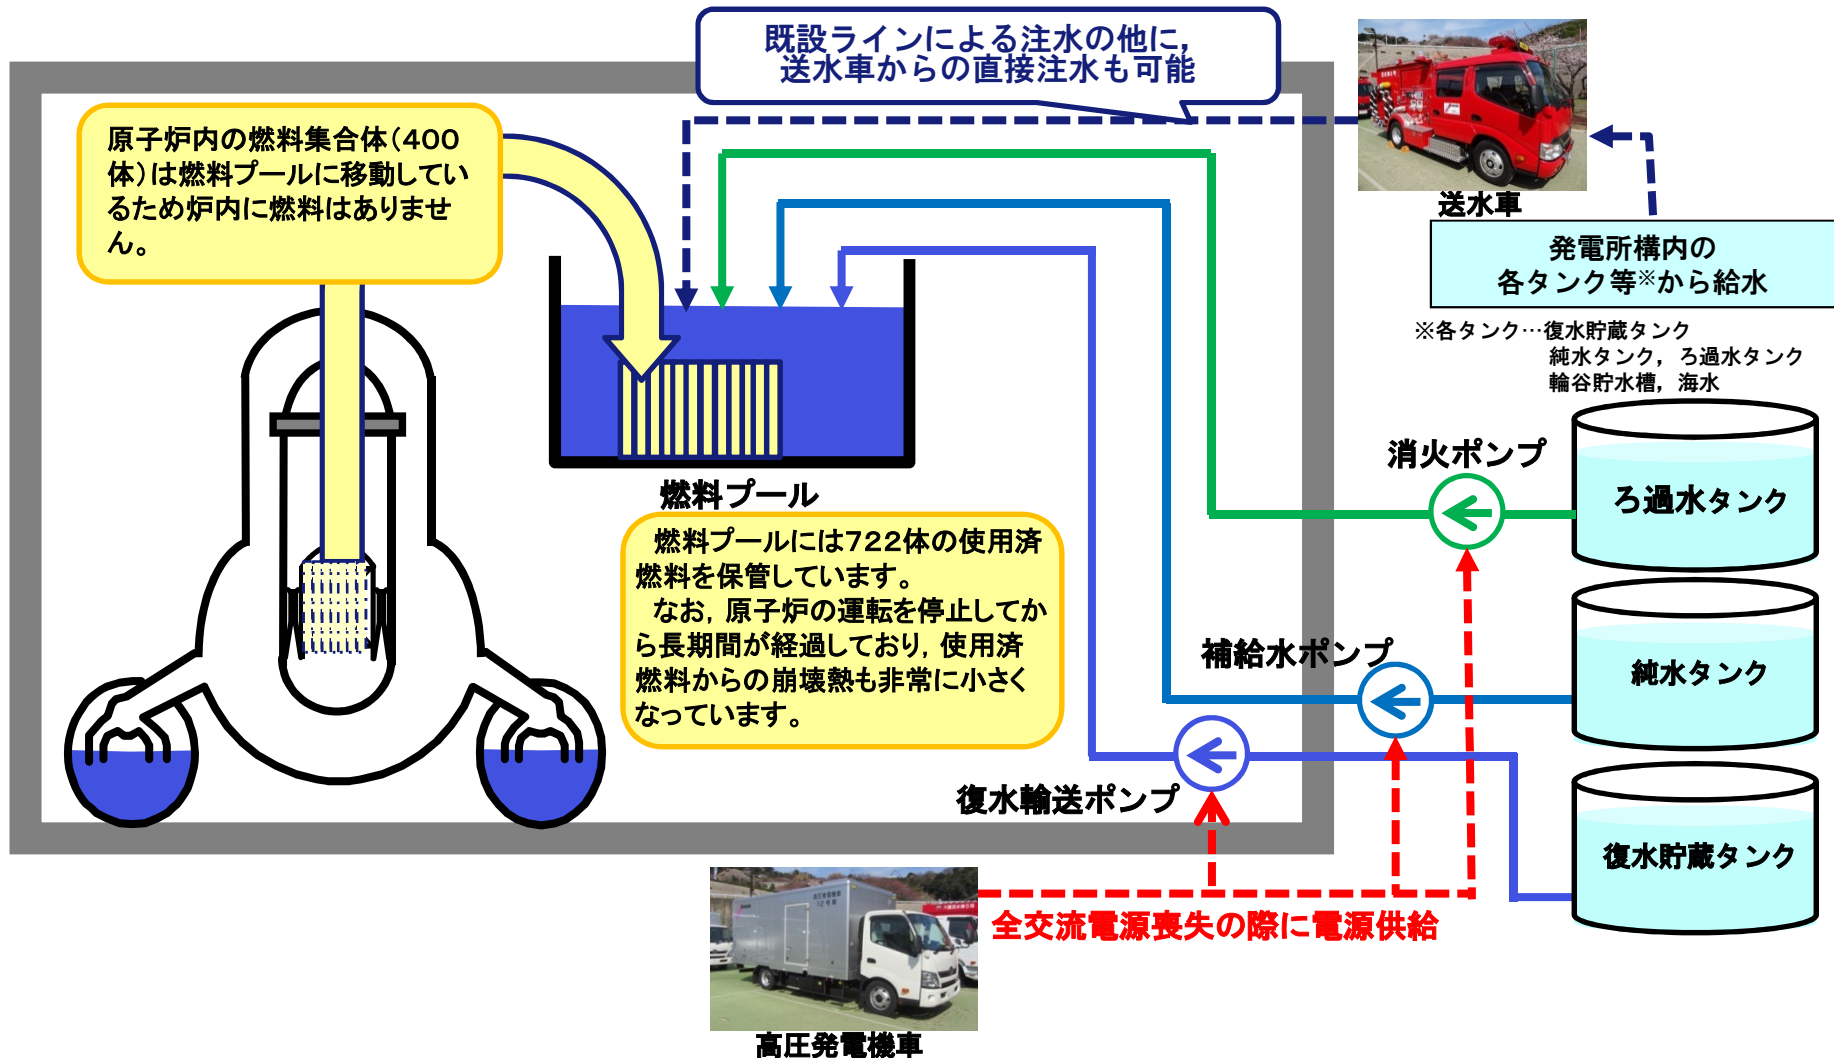 既設ラインによる注水の他に,
送水車からの直接注水も可能
原子炉内の燃料集合体(400
体)は燃料プールに移動してい
るため炉内に燃料はありませ
ん。
送水車
発電所構内の
各タンク等※から給水
※各タンク…復水貯蔵タンク
純水タンク, ろ過水タンク
輪谷貯水槽, 海水
消火ポンプ
ろ過水タンク
燃料プール
燃料プールには722体の使用済
燃料を保管しています。
なお, 原子炉の運転を停止してか
ら長期間が経過しており, 使用済
燃料からの崩壊熱も非常に小さく
なっています。
補給水ポンプ
純水タンク
復水輸送ポンプ
復水貯蔵タンク
全交流電源喪失の際に電源供給
高圧発電機車